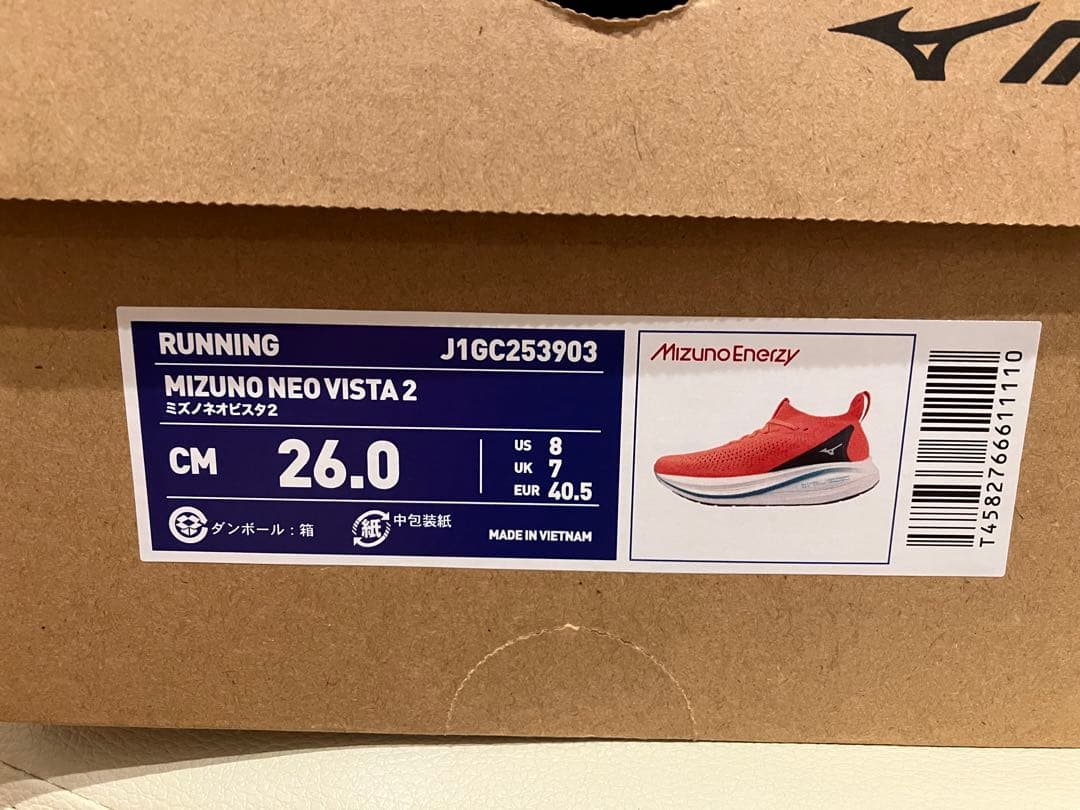 RUNNING J1GC253903
MIZUNO NEO VISTA 2
ミズノネオビスタ2
CM 26.0
US 8
UK 7
EUR 40.5
ダンボール：箱
紙 中包装紙
MADE IN VIETNAM
Mizuno Enerzy
T4582766611110